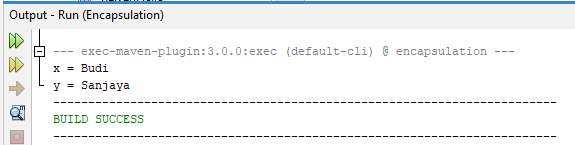 Output - Run (Encapsulation)
--- exec-maven-plugin:3.0.0:exec (default-cli) @ encapsulation ---
x = Budi
y = Sanjaya
------------------------------------------------------------------------
BUILD SUCCESS
------------------------------------------------------------------------